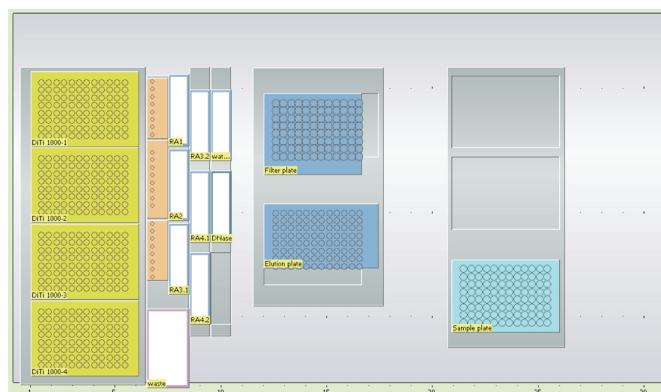 DiTi 1000-1
DiTi 1000-2
DiTi 1000-3
DiTi 1000-4
RA1
RA2
RA3.1
waste
RA3.2
wat...
RA4.1
DNase
RA4.2
Filter plate
Elution plate
Sample plate